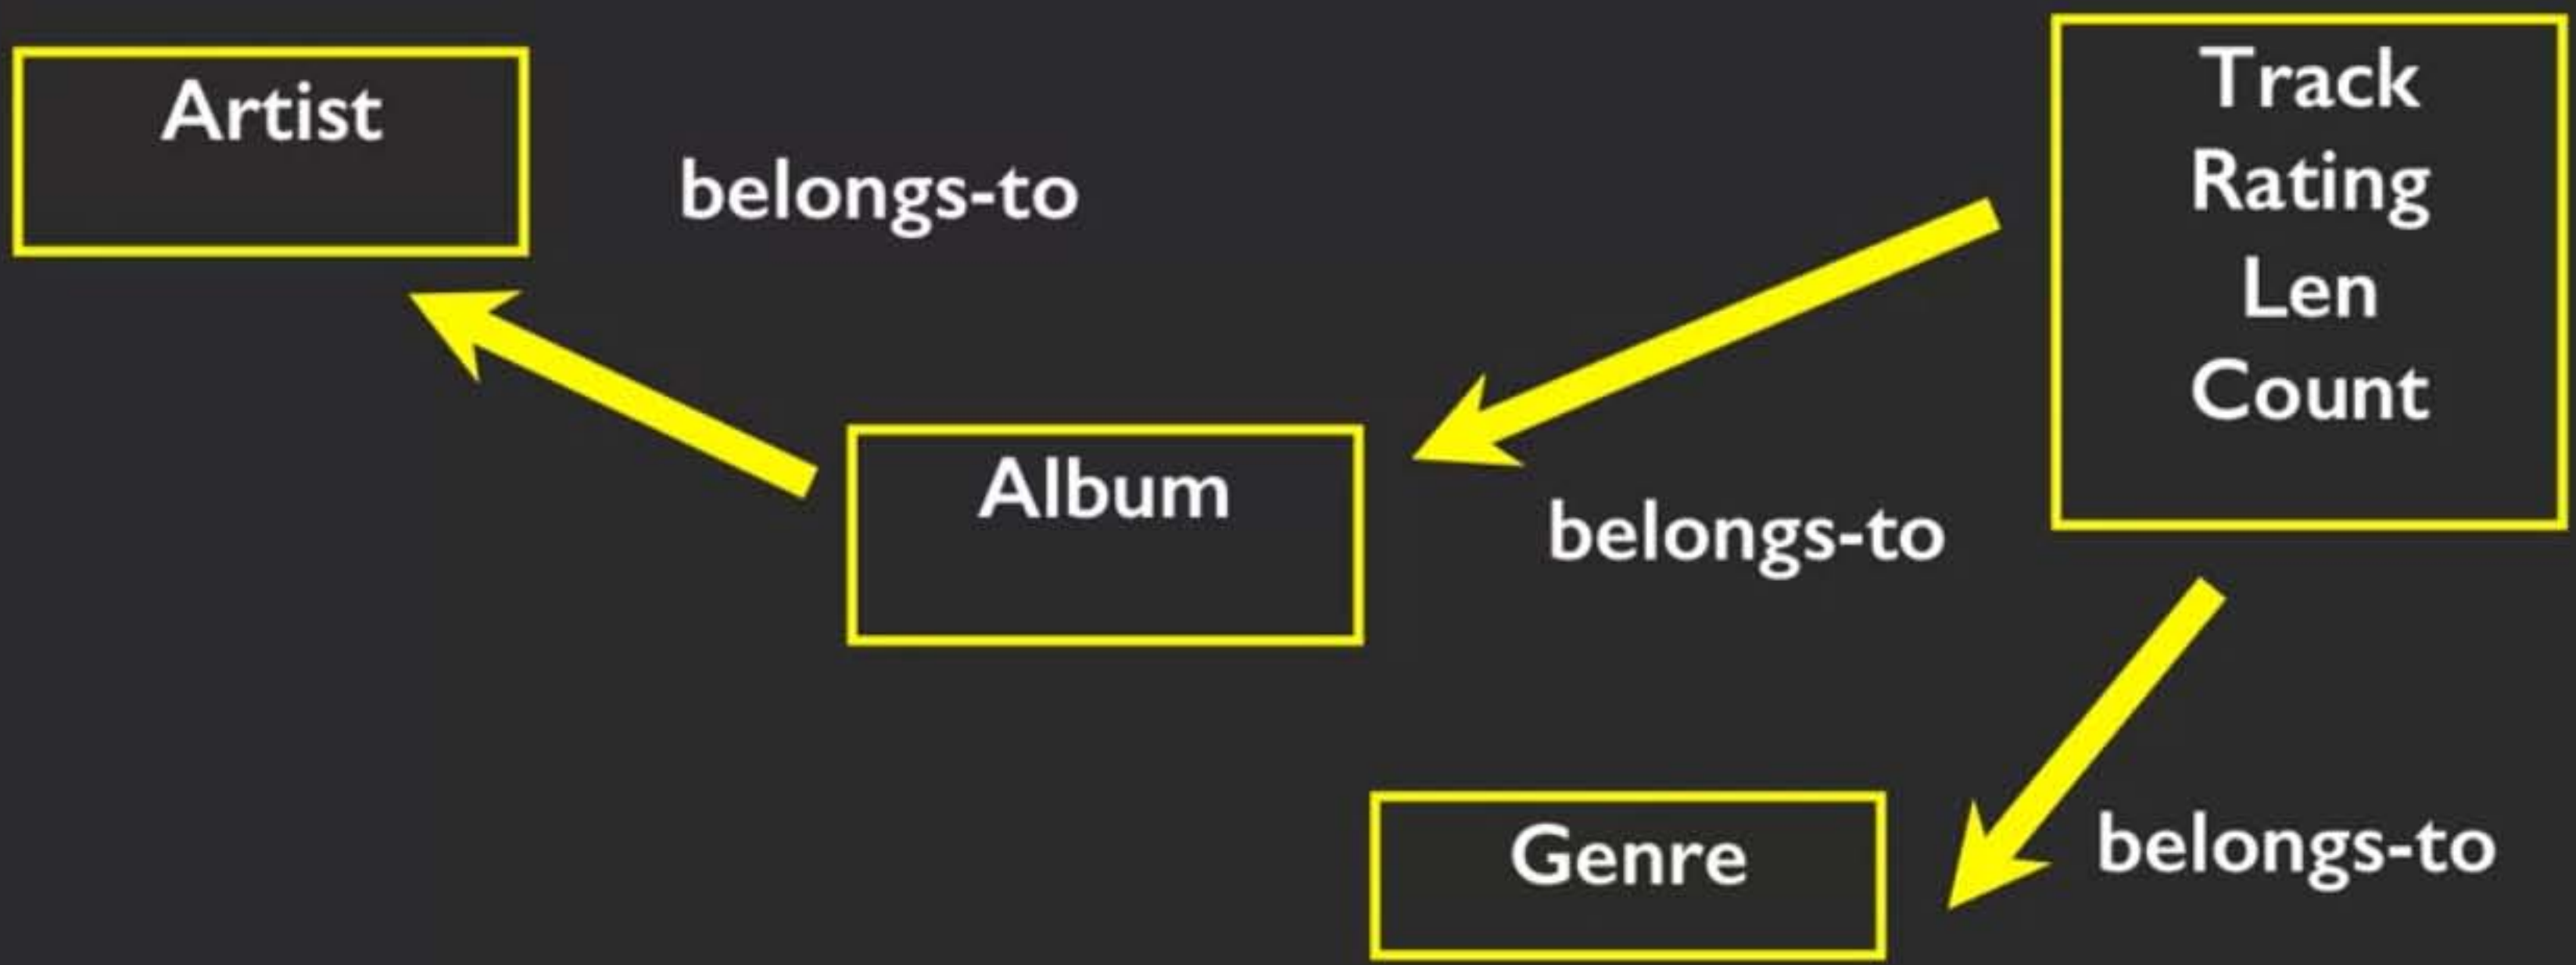 Artist
belongs-to
Album
belongs-to
Track
Rating
Len
Count
Genre
belongs-to